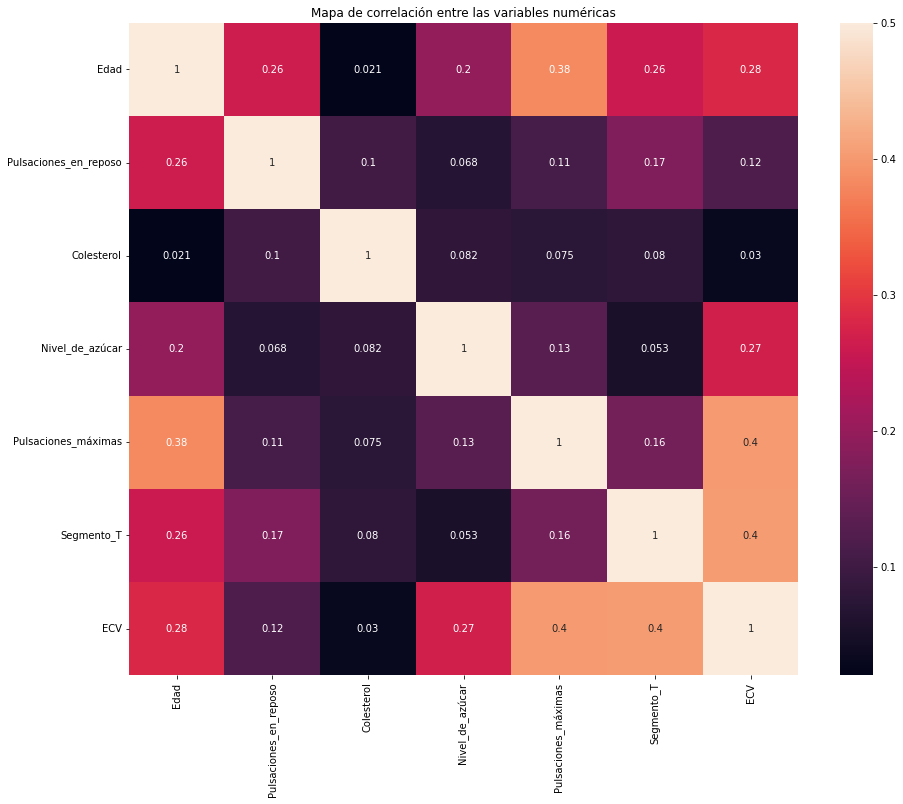 Mapa de correlación entre las variables numéricas
Edad 1 0.26 0.021 0.2 0.38 0.26 0.28
Pulsaciones_en_reposo 0.26 1 0.1 0.068 0.11 0.17 0.12
Colesterol 0.021 0.1 1 0.082 0.075 0.08 0.03
Nivel_de_azúcar 0.2 0.068 0.082 1 0.13 0.053 0.27
Pulsaciones_máximas 0.38 0.11 0.075 0.13 1 0.16 0.4
Segmento_T 0.26 0.17 0.08 0.053 0.16 1 0.4
ECV 0.28 0.12 0.03 0.27 0.4 0.4 1
Edad
Pulsaciones_en_reposo
Colesterol
Nivel_de_azúcar
Pulsaciones_máximas
Segmento_T
ECV
0.5
0.4
0.3
0.2
0.1